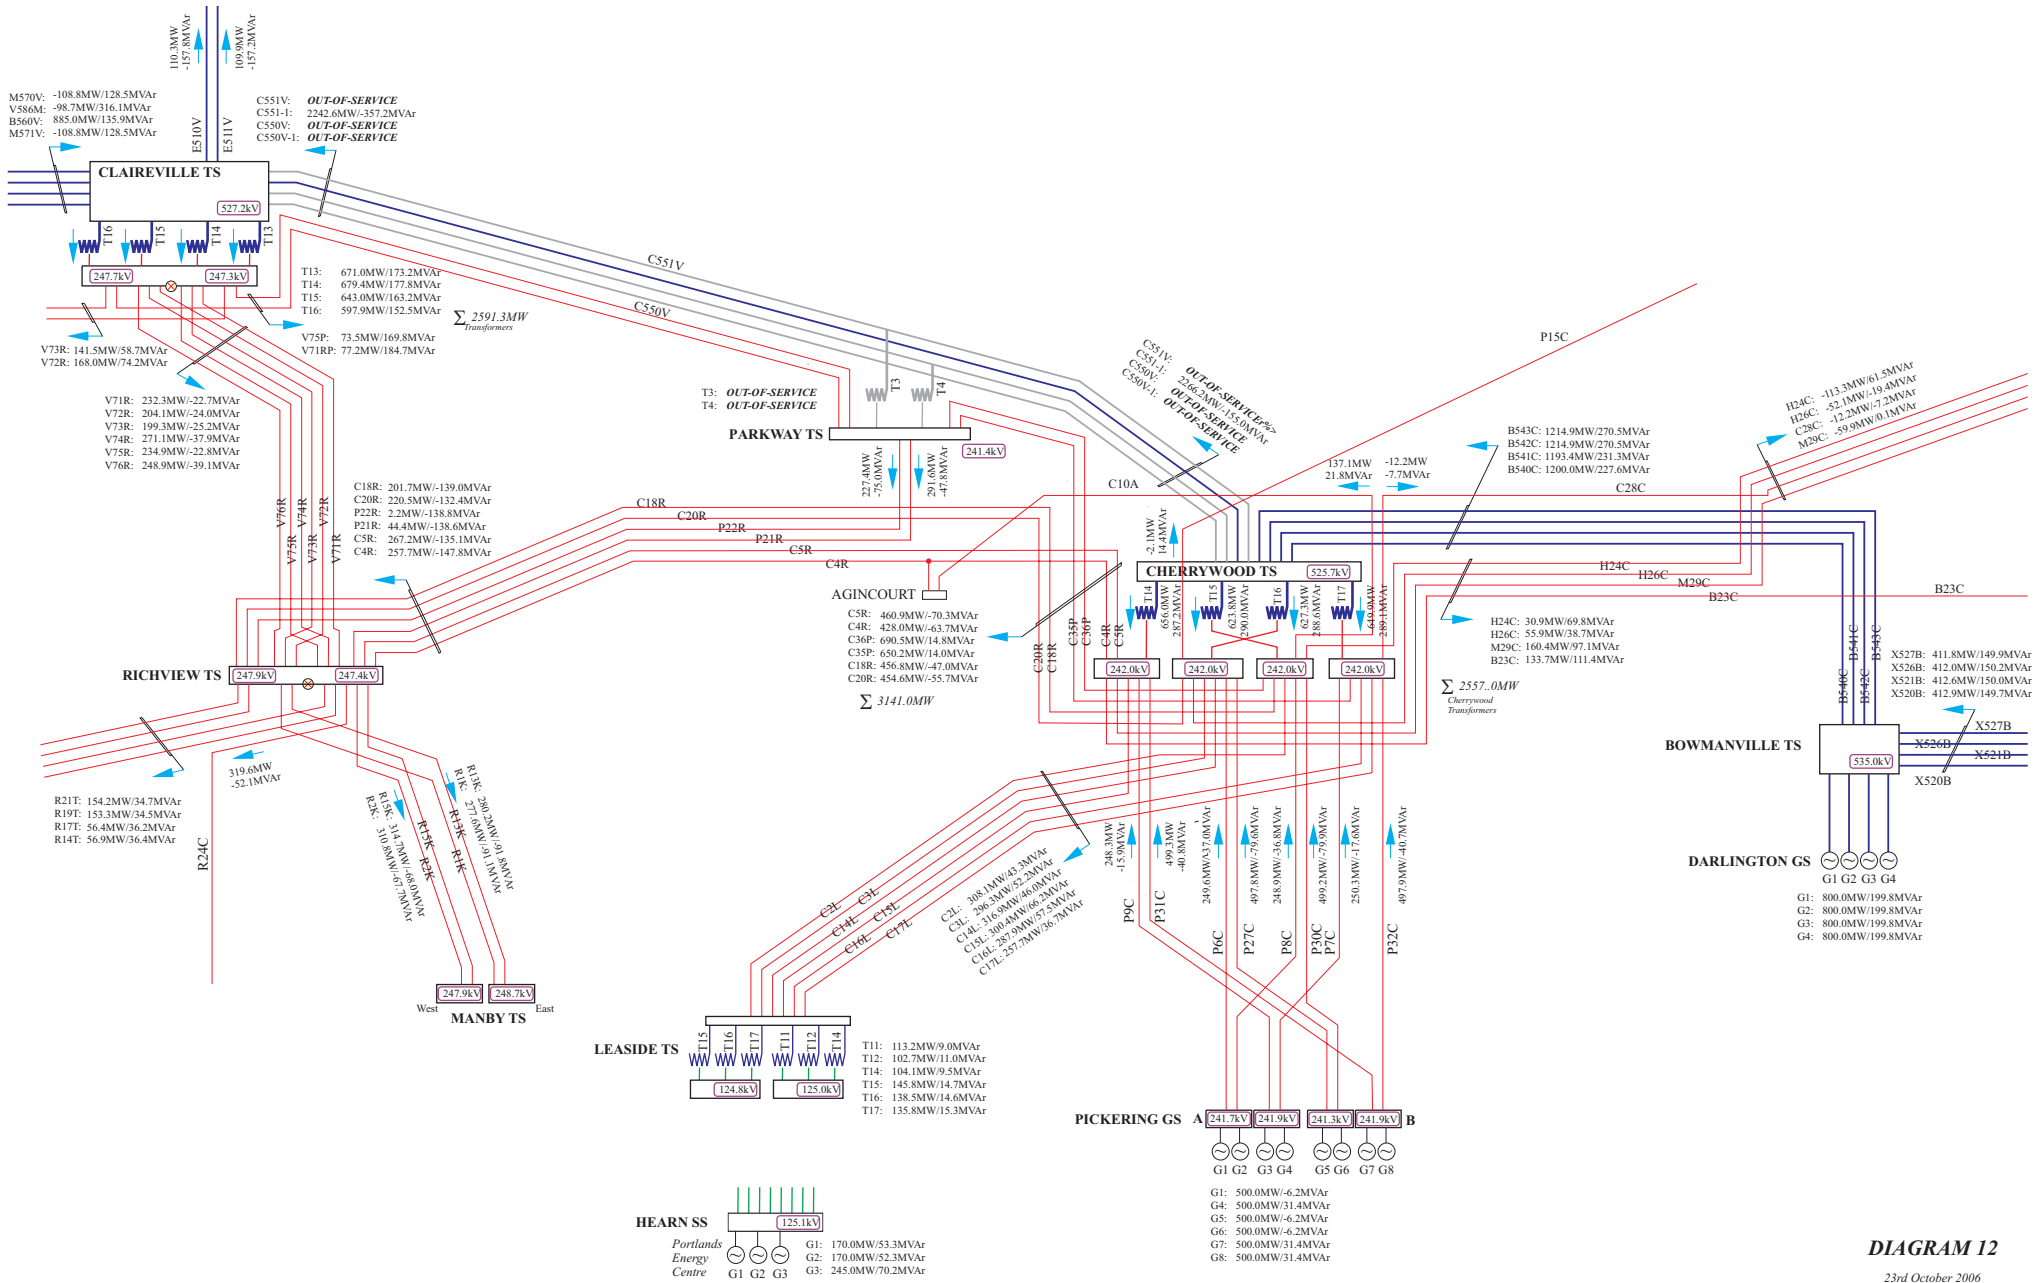 110.3MW
-157.8MVAr
109.9MW
-157.2MVAr
E510V
E511V
M570V: -108.8MW/128.5MVAr
V586M: -98.7MW/316.1MVAr
B560V: 885.0MW/135.9MVAr
M571V: -108.8MW/128.5MVAr
C551V: OUT-OF-SERVICE
C551-1: 2242.6MW/-357.2MVAr
C550V: OUT-OF-SERVICE
C550V-1: OUT-OF-SERVICE
CLAIREVILLE TS
527.2kV
T16
T15
T14
T13
247.7kV
247.3kV
T13: 671.0MW/173.2MVAr
T14: 679.4MW/177.8MVAr
T15: 643.0MW/163.2MVAr
T16: 597.9MW/152.5MVAr
Σ 2591.3MW
Transformers
V75P: 73.5MW/169.8MVAr
V71RP: 77.2MW/184.7MVAr
V73R: 141.5MW/58.7MVAr
V72R: 168.0MW/74.2MVAr
V71R: 232.3MW/-22.7MVAr
V72R: 204.1MW/-24.0MVAr
V73R: 199.3MW/-25.2MVAr
V74R: 271.1MW/-37.9MVAr
V75R: 234.9MW/-22.8MVAr
V76R: 248.9MW/-39.1MVAr
C551V
C550V
T3
T4
T3: OUT-OF-SERVICE
T4: OUT-OF-SERVICE
PARKWAY TS
241.4kV
227.4MW
-75.0MVAr
291.6MW
-47.8MVAr
C551V: OUT-OF-SERVICE%>
C551-1: 2266.2MW/-155.0MVAr
C550V: OUT-OF-SERVICE
C550V-1: OUT-OF-SERVICE
P15C
H24C: -113.3MW/61.5MVAr
H26C: -52.1MW/-19.4MVAr
C28C: -12.2MW/-7.2MVAr
M29C: -59.9MW/0.1MVAr
B543C: 1214.9MW/270.5MVAr
B542C: 1214.9MW/270.5MVAr
B541C: 1193.4MW/231.3MVAr
B540C: 1200.0MW/227.6MVAr
137.1MW
21.8MVAr
-12.2MW
-7.7MVAr
C10A
C28C
V76R
V74R
V72R
V75R
V73R
V71R
C18R: 201.7MW/-139.0MVAr
C20R: 220.5MW/-132.4MVAr
P22R: 2.2MW/-138.8MVAr
P21R: 44.4MW/-138.6MVAr
C5R: 267.2MW/-135.1MVAr
C4R: 257.7MW/-147.8MVAr
C18R
C20R
P22R
P21R
C5R
C4R
-2.1MW
14.4MVAr
CHERRYWOOD TS
525.7kV
H24C
H26C
M29C
B23C
B23C
AGINCOURT
T14
656.0MW
287.2MVAr
T15
623.8MW
290.0MVAr
T16
627.3MW
288.6MVAr
T17
649.9MW
289.1MVAr
C5R: 460.9MW/-70.3MVAr
C4R: 428.0MW/-63.7MVAr
C36P: 690.5MW/14.8MVAr
C35P: 650.2MW/14.0MVAr
C18R: 456.8MW/-47.0MVAr
C20R: 454.6MW/-55.7MVAr
Σ 3141.0MW
C20R
C18R
C35P
C36P
C4R
C5R
242.0kV
242.0kV
242.0kV
242.0kV
H24C: 30.9MW/69.8MVAr
H26C: 55.9MW/38.7MVAr
M29C: 160.4MW/97.1MVAr
B23C: 133.7MW/111.4MVAr
Σ 2557..0MW
Cherrywood
Transformers
X527B: 411.8MW/149.9MVAr
X526B: 412.0MW/150.2MVAr
X521B: 412.6MW/150.0MVAr
X520B: 412.9MW/149.7MVAr
B540C
B541C
B542C
B543C
BOWMANVILLE TS
535.0kV
X527B
X526B
X521B
X520B
RICHVIEW TS
247.9kV
247.4kV
319.6MW
-52.1MVAr
R21T: 154.2MW/34.7MVAr
R19T: 153.3MW/34.5MVAr
R17T: 56.4MW/36.2MVAr
R14T: 56.9MW/36.4MVAr
R24C
R13K: 280.2MW/-91.8MVAr
R1K: 277.6MW/-91.1MVAr
R15K: 314.7MW/-68.0MVAr
R2K: 310.8MW/-67.7MVAr
R15K
R2K
R13K
R1K
247.9kV
248.7kV
West
East
MANBY TS
C2L
C3L
C14L
C15L
C16L
C17L
C2L: 308.1MW/43.3MVAr
C3L: 296.3MW/52.2MVAr
C14L: 316.9MW/46.0MVAr
C15L: 300.4MW/66.2MVAr
C16L: 287.9MW/57.5MVAr
C17L: 257.7MW/36.7MVAr
248.3MW
-15.9MVAr
499.3MW
-40.8MVAr
249.6MW/-37.0MVAr
497.8MW/-79.6MVAr
248.9MW/-36.8MVAr
499.2MW/-79.9MVAr
250.3MW/-17.6MVAr
497.9MW/-40.7MVAr
P9C
P31C
P6C
P27C
P8C
P30C
P7C
P32C
DARLINGTON GS
G1 G2 G3 G4
G1: 800.0MW/199.8MVAr
G2: 800.0MW/199.8MVAr
G3: 800.0MW/199.8MVAr
G4: 800.0MW/199.8MVAr
LEASIDE TS
T15
T16
T17
T11
T12
T14
124.8kV
125.0kV
T11: 113.2MW/9.0MVAr
T12: 102.7MW/11.0MVAr
T14: 104.1MW/9.5MVAr
T15: 145.8MW/14.7MVAr
T16: 138.5MW/14.6MVAr
T17: 135.8MW/15.3MVAr
PICKERING GS A
241.7kV
241.9kV
241.3kV
241.9kV
B
G1 G2 G3 G4 G5 G6 G7 G8
G1: 500.0MW/-6.2MVAr
G4: 500.0MW/31.4MVAr
G5: 500.0MW/-6.2MVAr
G6: 500.0MW/-6.2MVAr
G7: 500.0MW/31.4MVAr
G8: 500.0MW/31.4MVAr
HEARN SS
125.1kV
Portlands
Energy
Centre
G1 G2 G3
G1: 170.0MW/53.3MVAr
G2: 170.0MW/52.3MVAr
G3: 245.0MW/70.2MVAr
DIAGRAM 12
23rd October 2006